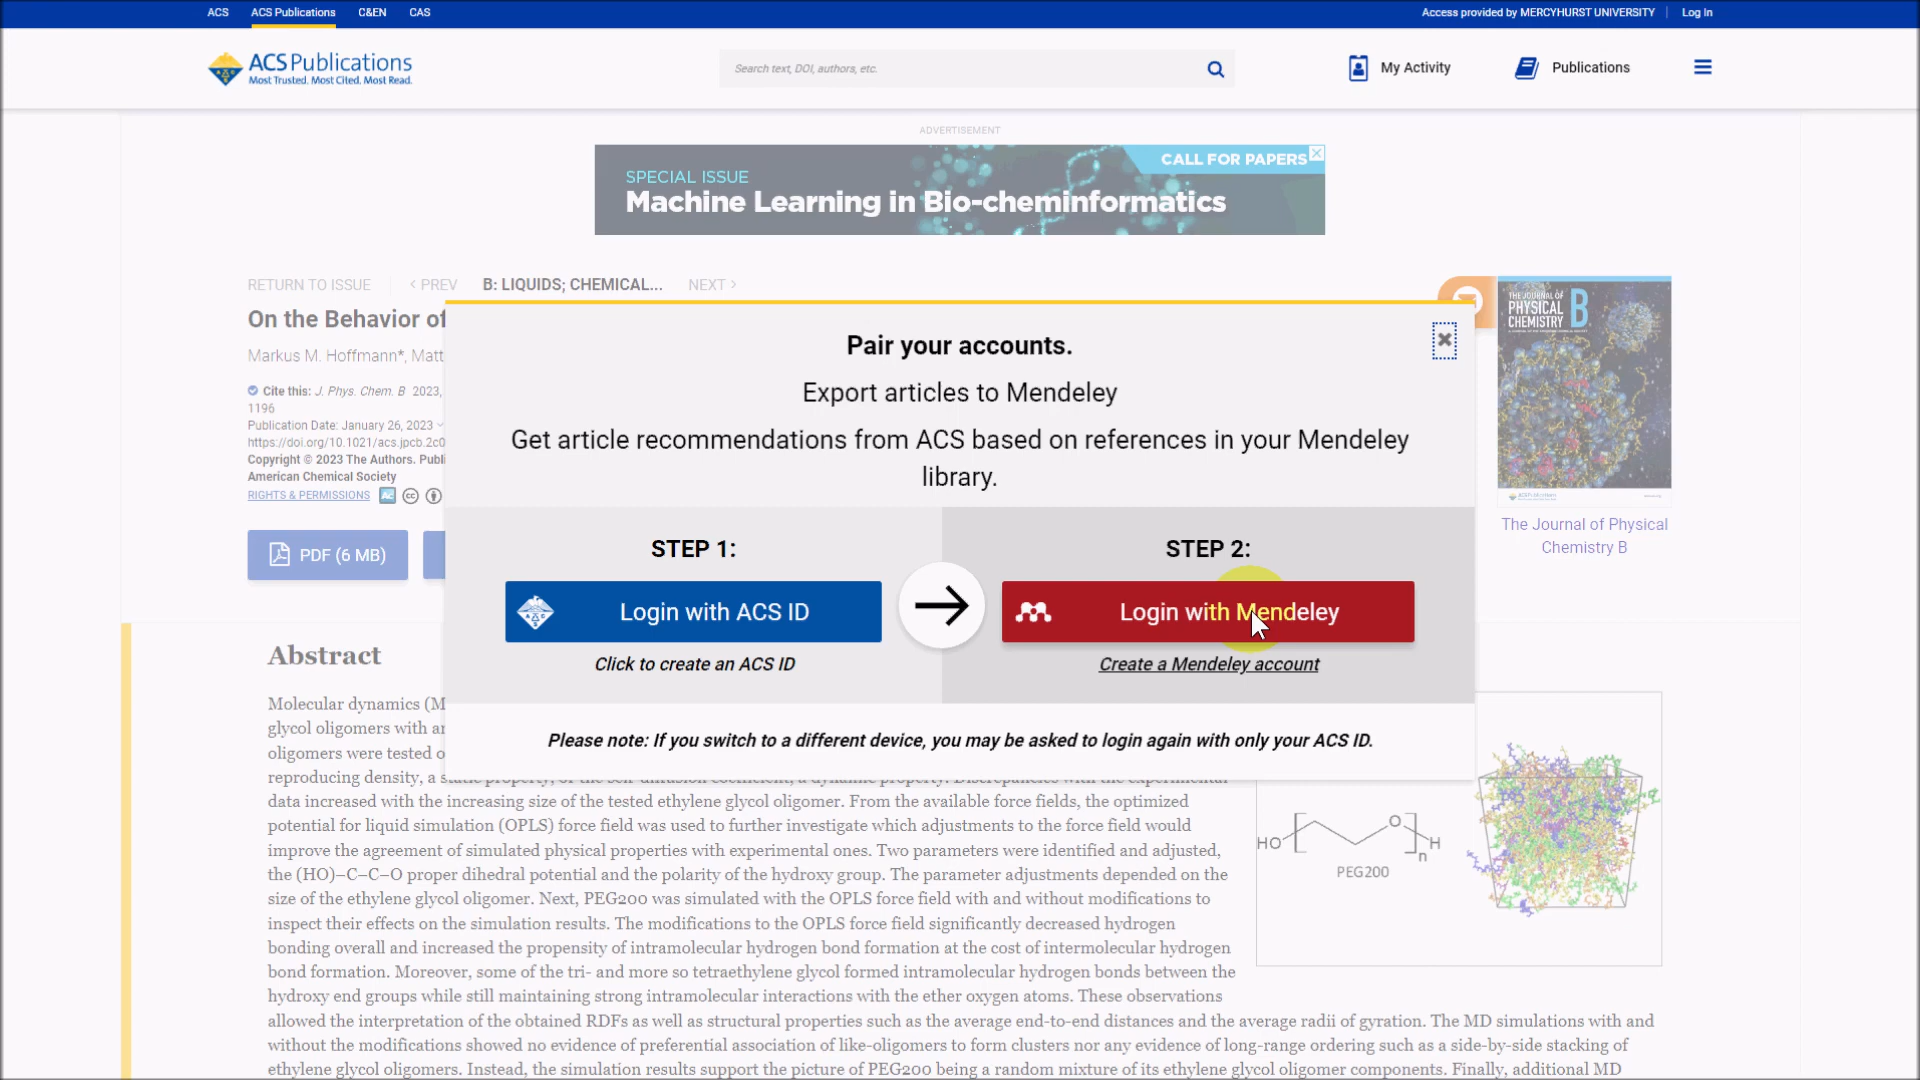 ACS ACS Publications C&EN CAS
Access provided by MERCYHURST UNIVERSITY Log In
ACS Publications
Most Trusted. Most Cited. Most Read.
Search text, DOI, authors, etc.
My Activity
Publications
ADVERTISEMENT
CALL FOR PAPERS
SPECIAL ISSUE
Machine Learning in Bio-cheminformatics
RETURN TO ISSUE < PREV B: LIQUIDS; CHEMICAL... NEXT >
On the Behavior of
Markus M. Hoffmann*, Matt
Cite this: J. Phys. Chem. B 2023,
1196
Publication Date: January 26, 2023
https://doi.org/10.1021/acs.jpcb.2c0
Copyright © 2023 The Authors. Publi
American Chemical Society
RIGHTS & PERMISSIONS
PDF (6 MB)
THE JOURNAL OF
PHYSICAL
CHEMISTRY B
The Journal of Physical
Chemistry B
Pair your accounts.
Export articles to Mendeley
Get article recommendations from ACS based on references in your Mendeley
library.
STEP 1:
Login with ACS ID
Click to create an ACS ID
STEP 2:
Login with Mendeley
Create a Mendeley account
Please note: If you switch to a different device, you may be asked to login again with only your ACS ID.
Abstract
Molecular dynamics (M
glycol oligomers with ar
oligomers were tested o
reproducing density, a static property, or the self-diffusion coefficient, a dynamic property. Discrepancies with the experimental
data increased with the increasing size of the tested ethylene glycol oligomer. From the available force fields, the optimized
potential for liquid simulation (OPLS) force field was used to further investigate which adjustments to the force field would
improve the agreement of simulated physical properties with experimental ones. Two parameters were identified and adjusted,
the (HO)–C–C–O proper dihedral potential and the polarity of the hydroxy group. The parameter adjustments depended on the
size of the ethylene glycol oligomer. Next, PEG200 was simulated with the OPLS force field with and without modifications to
inspect their effects on the simulation results. The modifications to the OPLS force field significantly decreased hydrogen
bonding overall and increased the propensity of intramolecular hydrogen bond formation at the cost of intermolecular hydrogen
bond formation. Moreover, some of the tri- and more so tetraethylene glycol formed intramolecular hydrogen bonds between the
hydroxy end groups while still maintaining strong intramolecular interactions with the ether oxygen atoms. These observations
allowed the interpretation of the obtained RDFs as well as structural properties such as the average end-to-end distances and the average radii of gyration. The MD simulations with and
without the modifications showed no evidence of preferential association of like-oligomers to form clusters nor any evidence of long-range ordering such as a side-by-side stacking of
ethylene glycol oligomers. Instead, the simulation results support the picture of PEG200 being a random mixture of its ethylene glycol oligomer components. Finally, additional MD
HO O H
n
PEG200